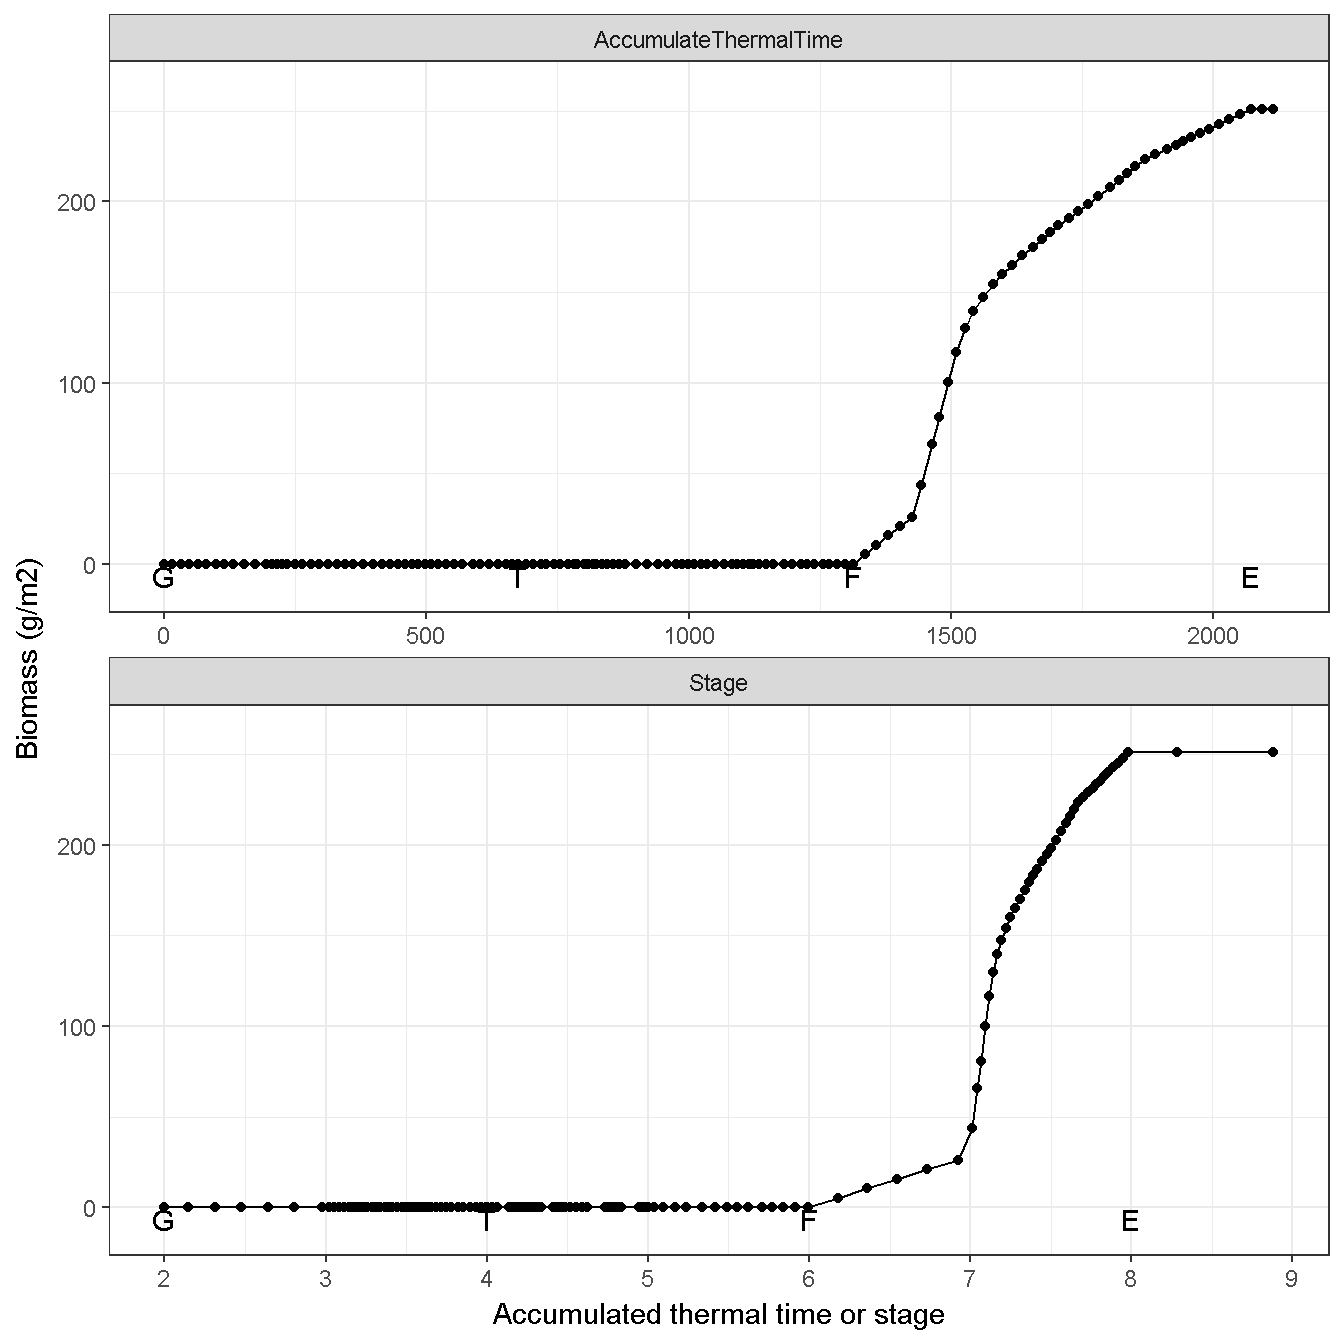 AccumulateThermalTime
200
100
0
G I F E
0 500 1000 1500 2000
Biomass (g/m2)
Stage
200
100
0
G I F E
2 3 4 5 6 7 8 9
Accumulated thermal time or stage